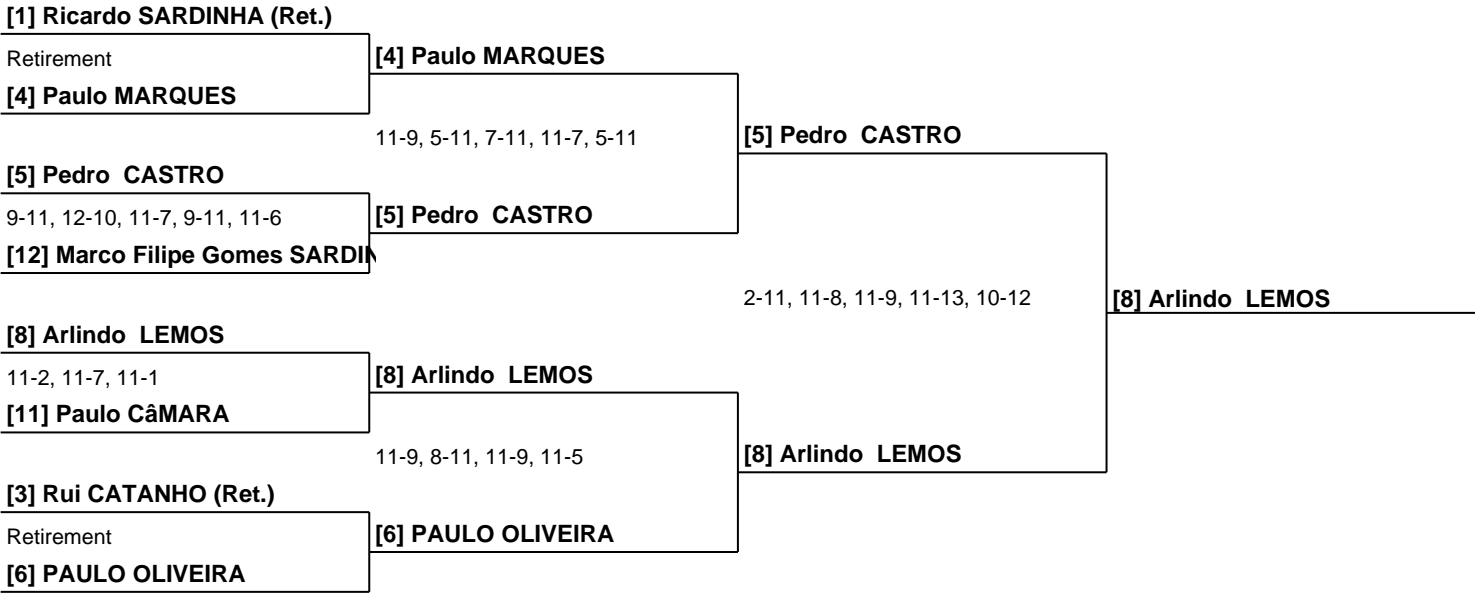 [1] Ricardo SARDINHA (Ret.)
Retirement
[4] Paulo MARQUES
[4] Paulo MARQUES
11-9, 5-11, 7-11, 11-7, 5-11
[5] Pedro CASTRO
[5] Pedro CASTRO
9-11, 12-10, 11-7, 9-11, 11-6
[5] Pedro CASTRO
[12] Marco Filipe Gomes SARDIN
2-11, 11-8, 11-9, 11-13, 10-12
[8] Arlindo LEMOS
[8] Arlindo LEMOS
11-2, 11-7, 11-1
[8] Arlindo LEMOS
[11] Paulo CâMARA
11-9, 8-11, 11-9, 11-5
[8] Arlindo LEMOS
[3] Rui CATANHO (Ret.)
Retirement
[6] PAULO OLIVEIRA
[6] PAULO OLIVEIRA